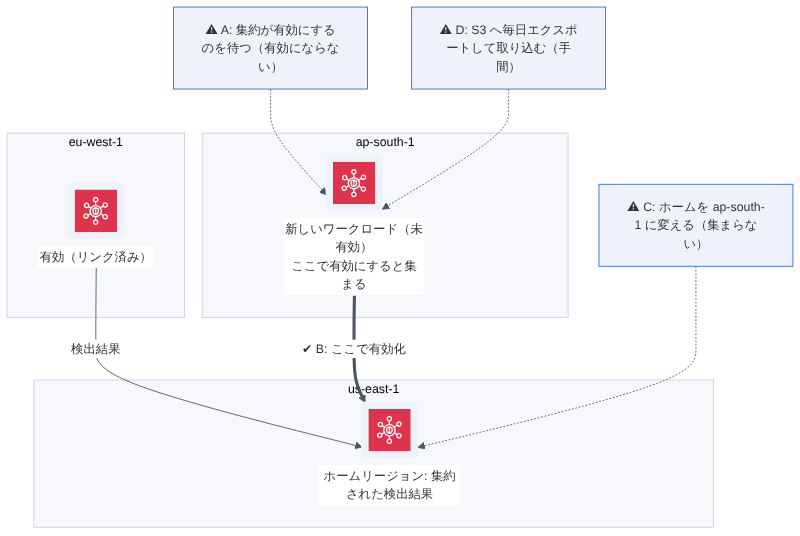 ⚠ A: 集約が有効にする
のを待つ（有効にならな
い）
⚠ D: S3 へ毎日エクスポ
ートして取り込む（手
間）
eu-west-1
ap-south-1
⚠ C: ホームを ap-south-
1 に変える（集まらな
い）
有効（リンク済み）
新しいワークロード（未
有効）
ここで有効にすると集
まる
検出結果
✔ B: ここで有効化
us-east-1
ホームリージョン: 集約
された検出結果